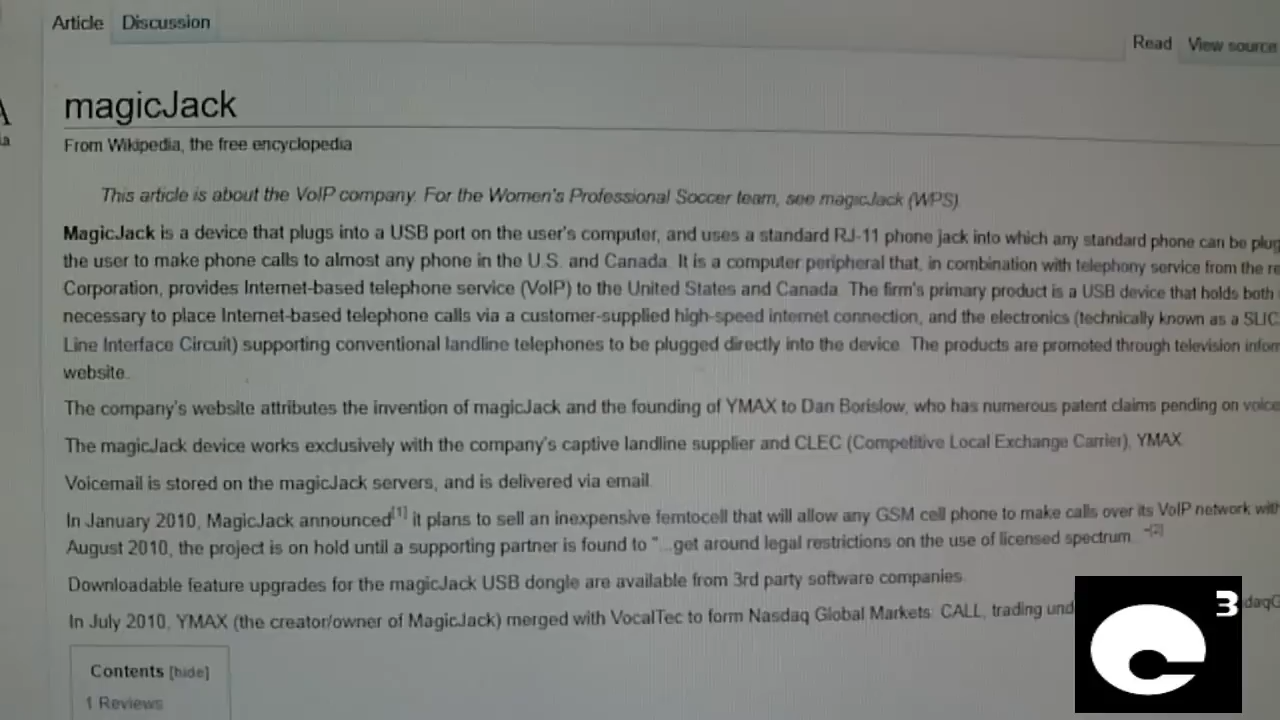 Article Discussion
Read View source
magicJack
From Wikipedia, the free encyclopedia
This article is about the VoIP company. For the Women's Professional Soccer team, see magicJack (WPS).
MagicJack is a device that plugs into a USB port on the user's computer, and uses a standard RJ-11 phone jack into which any standard phone can be plug
the user to make phone calls to almost any phone in the U.S. and Canada. It is a computer peripheral that, in combination with telephony service from the re
Corporation, provides Internet-based telephone service (VoIP) to the United States and Canada. The firm's primary product is a USB device that holds both
necessary to place Internet-based telephone calls via a customer-supplied high-speed internet connection, and the electronics (technically known as a SLIC
Line Interface Circuit) supporting conventional landline telephones to be plugged directly into the device. The products are promoted through television infom
website.
The company's website attributes the invention of magicJack and the founding of YMAX to Dan Borislow, who has numerous patent claims pending on voice
The magicJack device works exclusively with the company's captive landline supplier and CLEC (Competitive Local Exchange Carrier), YMAX
Voicemail is stored on the magicJack servers, and is delivered via email.
In January 2010, MagicJack announced[1] it plans to sell an inexpensive femtocell that will allow any GSM cell phone to make calls over its VoIP network with
August 2010, the project is on hold until a supporting partner is found to "...get around legal restrictions on the use of licensed spectrum. "[2]
Downloadable feature upgrades for the magicJack USB dongle are available from 3rd party software companies.
In July 2010, YMAX (the creator/owner of MagicJack) merged with VocalTec to form Nasdaq Global Markets: CALL, trading und
Contents [hide]
1 Reviews
3